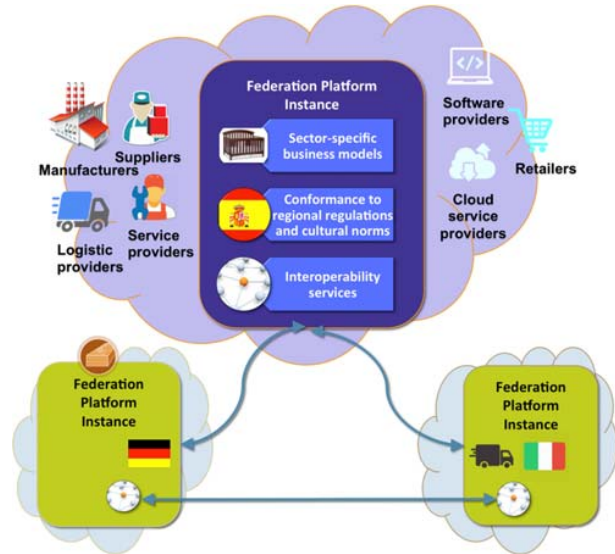 Federation Platform
Instance
Sector-specific
business models
Conformance to
regional regulations
and cultural norms
Interoperability
services
Manufacturers
Suppliers
Logistic
providers
Service
providers
Software
providers
Retailers
Cloud
service
providers
Federation
Platform
Instance
Federation
Platform
Instance